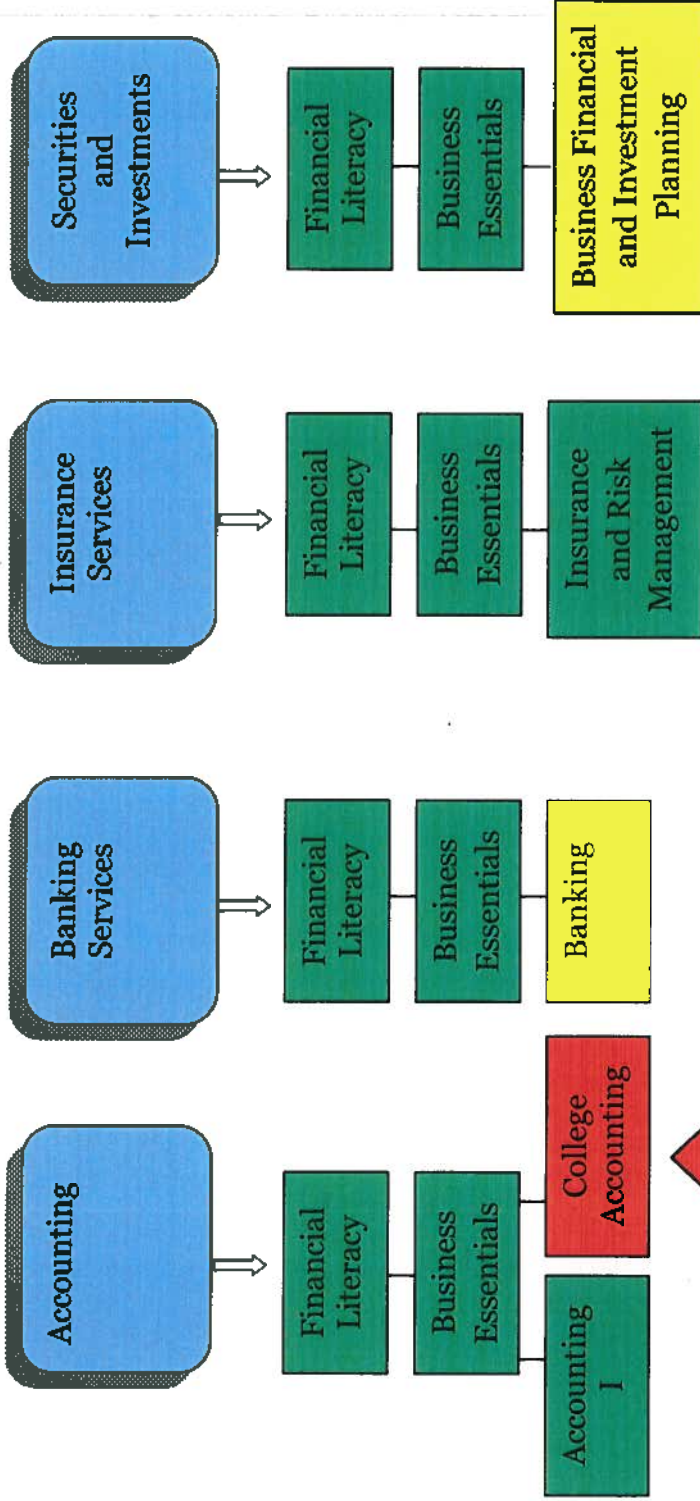 Accounting
Financial
Literacy
Business
Essentials
Accounting
I
College
Accounting
Banking
Services
Financial
Literacy
Business
Essentials
Banking
Insurance
Services
Financial
Literacy
Business
Essentials
Insurance
and Risk
Management
Securities
and
Investments
Financial
Literacy
Business
Essentials
Business Financial
and Investment
Planning